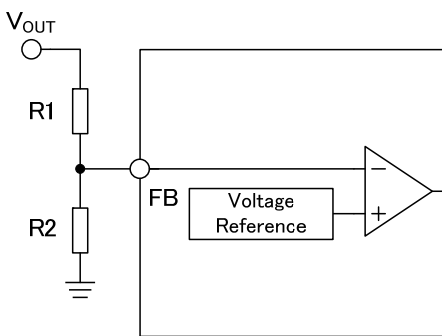 VOUT
R1
FB
R2
Voltage
Reference
−
+